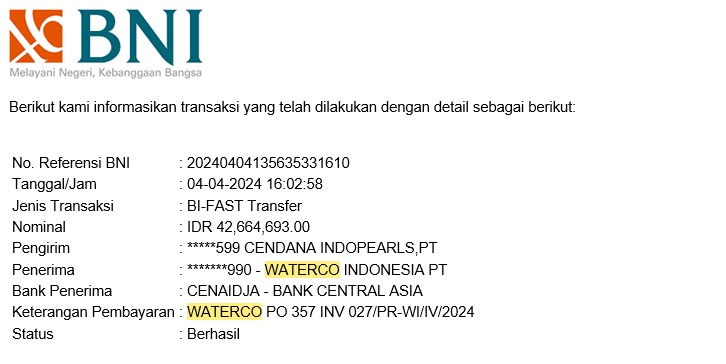 BNI
Melayani Negeri, Kebanggaan Bangsa
Berikut kami informasikan transaksi yang telah dilakukan dengan detail sebagai berikut:
No. Referensi BNI : 20240404135635331610
Tanggal/Jam : 04-04-2024 16:02:58
Jenis Transaksi : BI-FAST Transfer
Nominal : IDR 42,664,693.00
Pengirim : *****599 CENDANA INDOPEARLS,PT
Penerima : *******990 - WATERCO INDONESIA PT
Bank Penerima : CENAIDJA - BANK CENTRAL ASIA
Keterangan Pembayaran : WATERCO PO 357 INV 027/PR-WI/IV/2024
Status : Berhasil